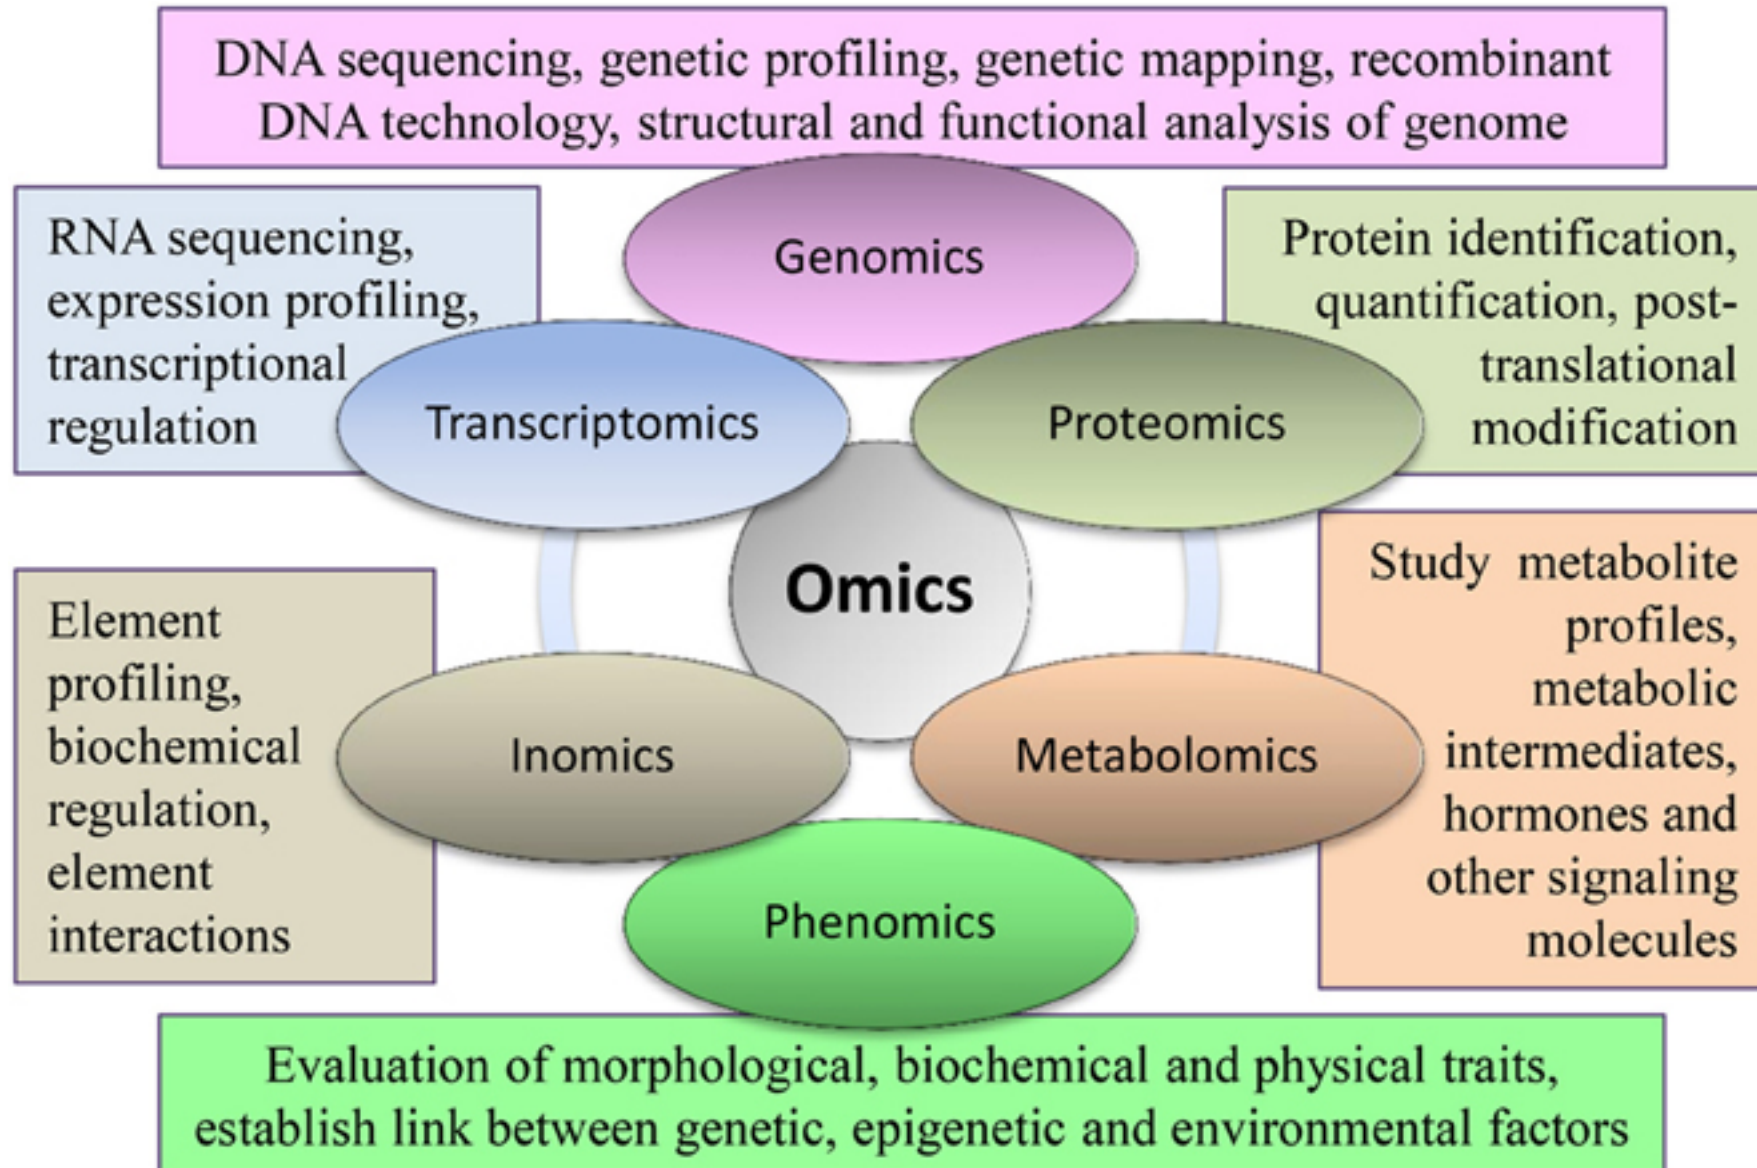 DNA sequencing, genetic profiling, genetic mapping, recombinant
DNA technology, structural and functional analysis of genome
Genomics
RNA sequencing,
expression profiling,
transcriptional
regulation
Transcriptomics
Protein identification,
quantification, post-
translational
modification
Proteomics
Omics
Element
profiling,
biochemical
regulation,
element
interactions
Inomics
Study metabolite
profiles,
metabolic
intermediates,
hormones and
other signaling
molecules
Metabolomics
Phenomics
Evaluation of morphological, biochemical and physical traits,
establish link between genetic, epigenetic and environmental factors